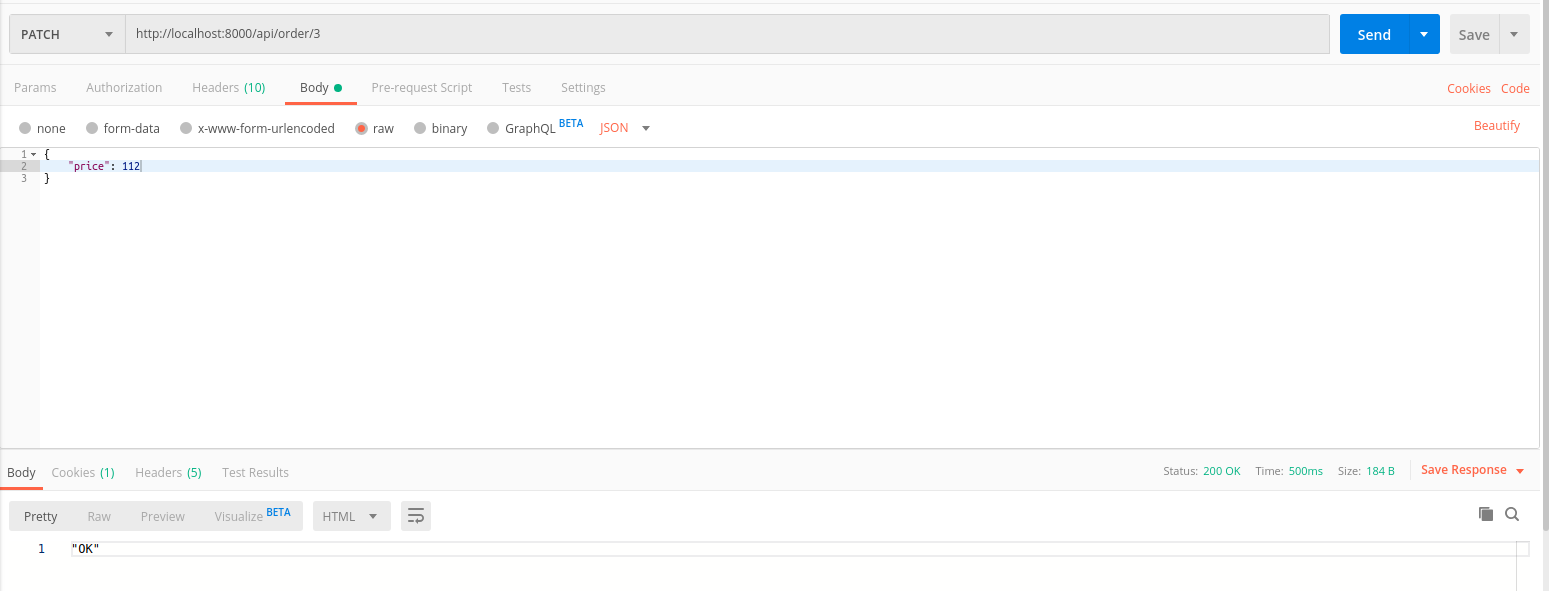 PATCH http://localhost:8000/api/order/3 Send Save
Params Authorization Headers (10) Body Pre-request Script Tests Settings Cookies Code
none form-data x-www-form-urlencoded raw binary GraphQL BETA JSON Beautify
1 {
2 "price": 112
3 }
Body Cookies (1) Headers (5) Test Results Status: 200 OK Time: 500ms Size: 184 B Save Response
Pretty Raw Preview Visualize BETA HTML
1 "OK"